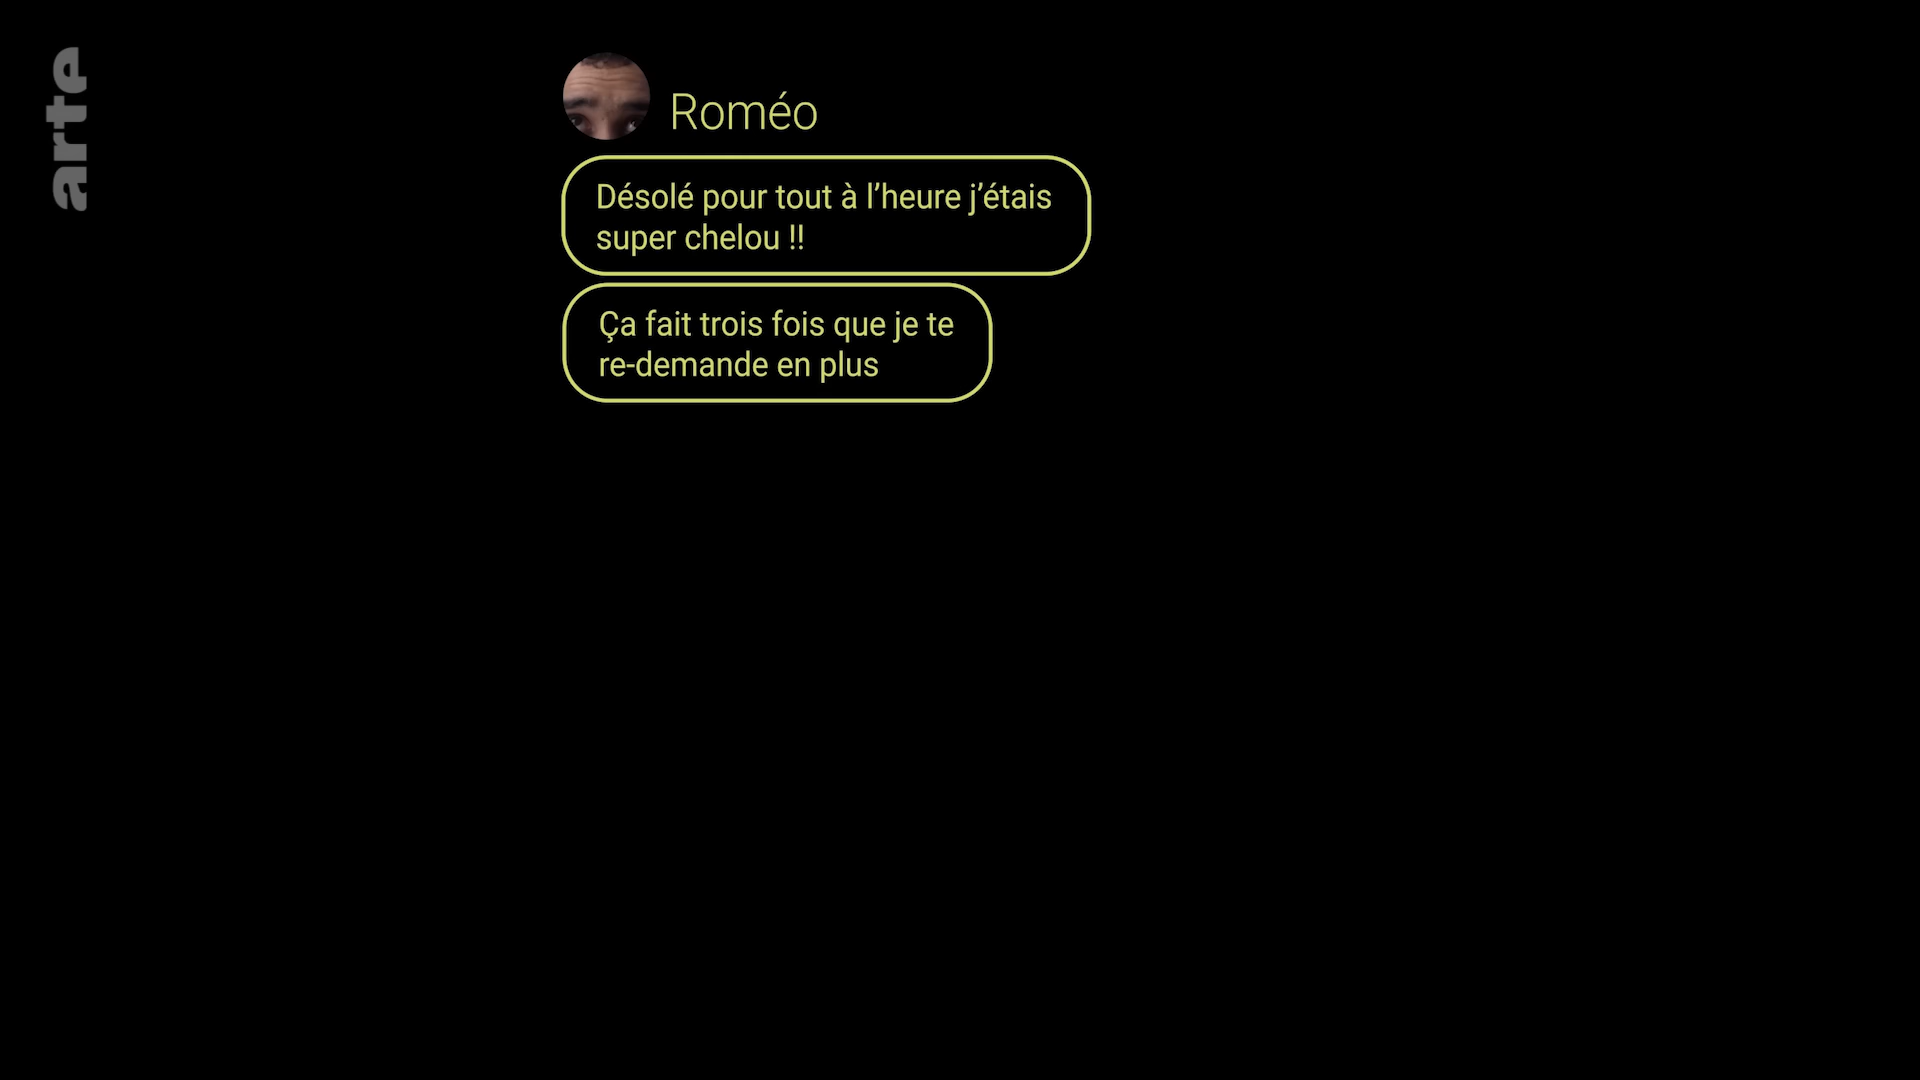 arte
Roméo
Désolé pour tout à l’heure j’étais
super chelou !!
Ça fait trois fois que je te
re-demande en plus